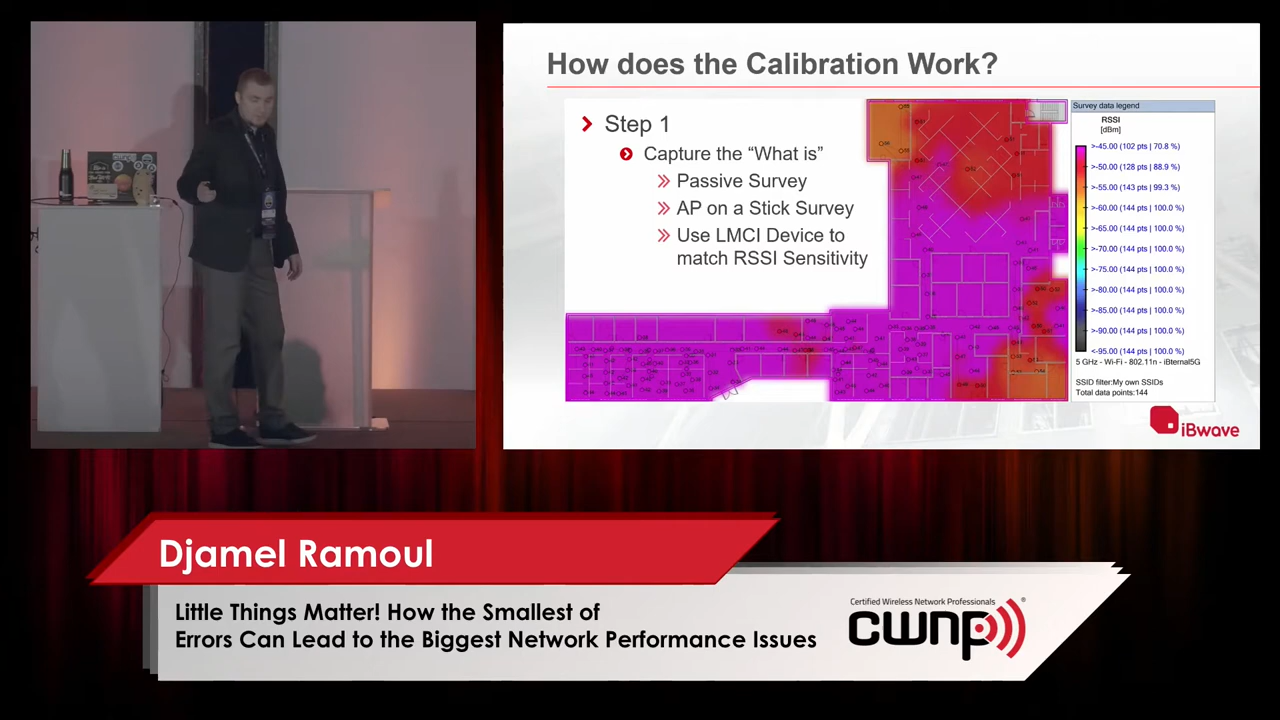 How does the Calibration Work?
Step 1
Capture the “What is”
Passive Survey
AP on a Stick Survey
Use LMCI Device to
match RSSI Sensitivity
Survey data legend
RSSI
[dBm]
>-45.00 (102 pts | 70.8 %)
>-50.00 (128 pts | 88.9 %)
>-55.00 (143 pts | 99.3 %)
>-60.00 (144 pts | 100.0 %)
>-65.00 (144 pts | 100.0 %)
>-70.00 (144 pts | 100.0 %)
>-75.00 (144 pts | 100.0 %)
>-80.00 (144 pts | 100.0 %)
>-85.00 (144 pts | 100.0 %)
>-90.00 (144 pts | 100.0 %)
<-95.00 (144 pts | 100.0 %)
5 GHz - Wi-Fi - 802.11n - iBternal5G
SSID filter:My own SSIDs
Total data points:144
iBwave
Djamel Ramoul
Little Things Matter! How the Smallest of
Errors Can Lead to the Biggest Network Performance Issues
Certified Wireless Network Professionals
cwnp®